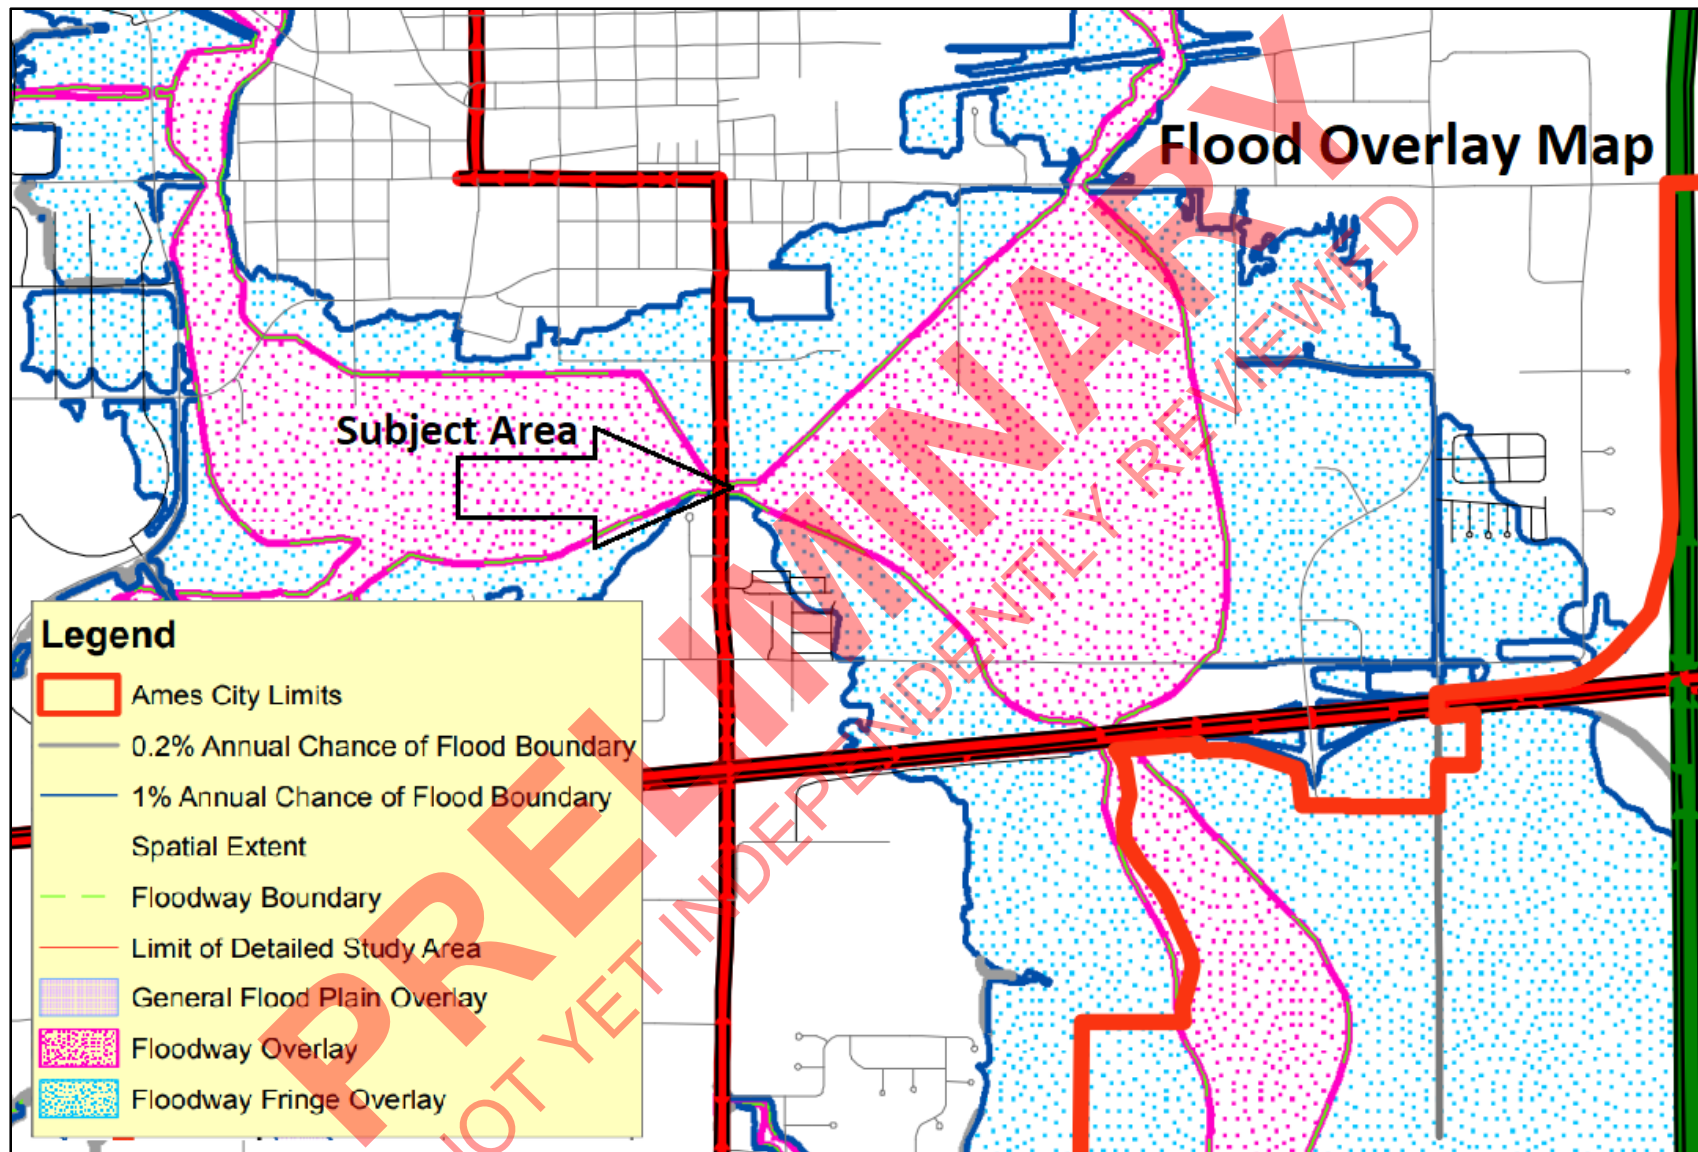 Flood Overlay Map
Subject Area
Legend
Ames City Limits
0.2% Annual Chance of Flood Boundary
1% Annual Chance of Flood Boundary
Spatial Extent
Floodway Boundary
Limit of Detailed Study Area
General Flood Plain Overlay
Floodway Overlay
Floodway Fringe Overlay
PRELIMINARY
NOT YET INDEPENDENTLY REVIEWED